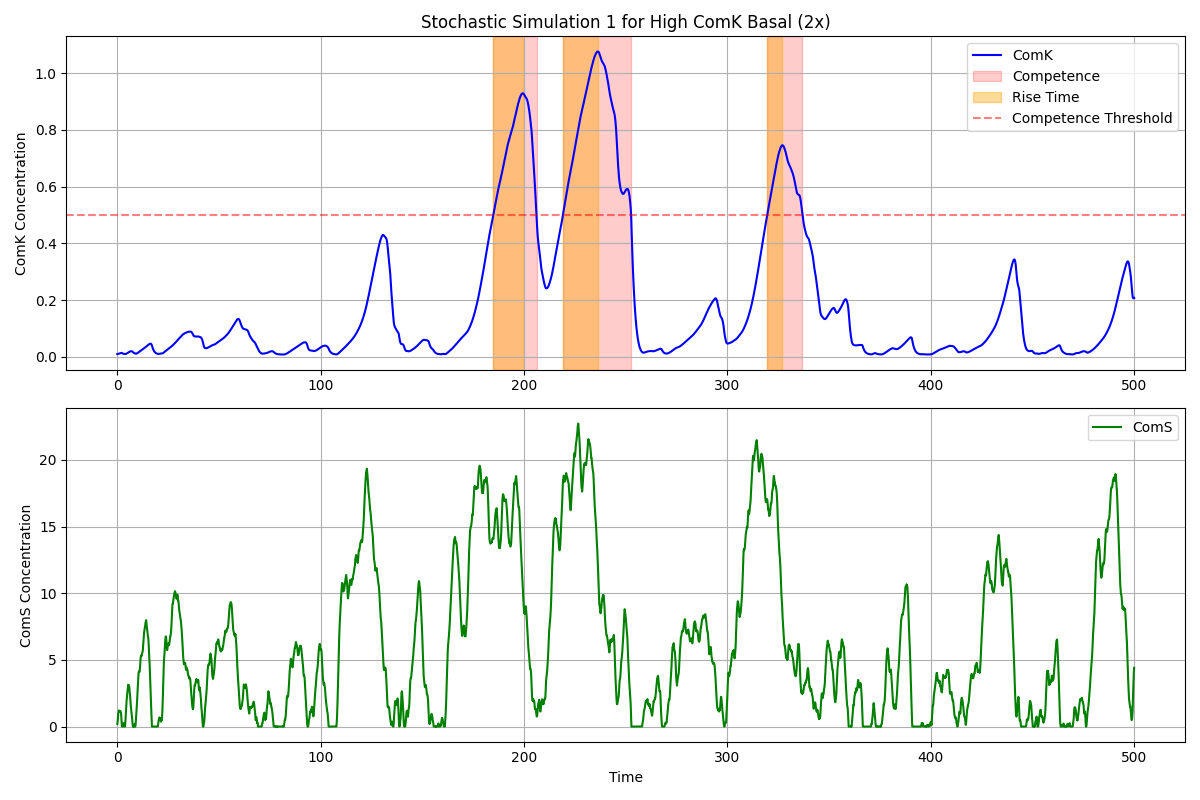 Stochastic Simulation 1 for High ComK Basal (2x)
ComK Concentration
1.0
0.8
0.6
0.4
0.2
0.0
ComK
Competence
Rise Time
Competence Threshold
0 100 200 300 400 500
ComS Concentration
20
15
10
5
0
ComS
0 100 200 300 400 500
Time